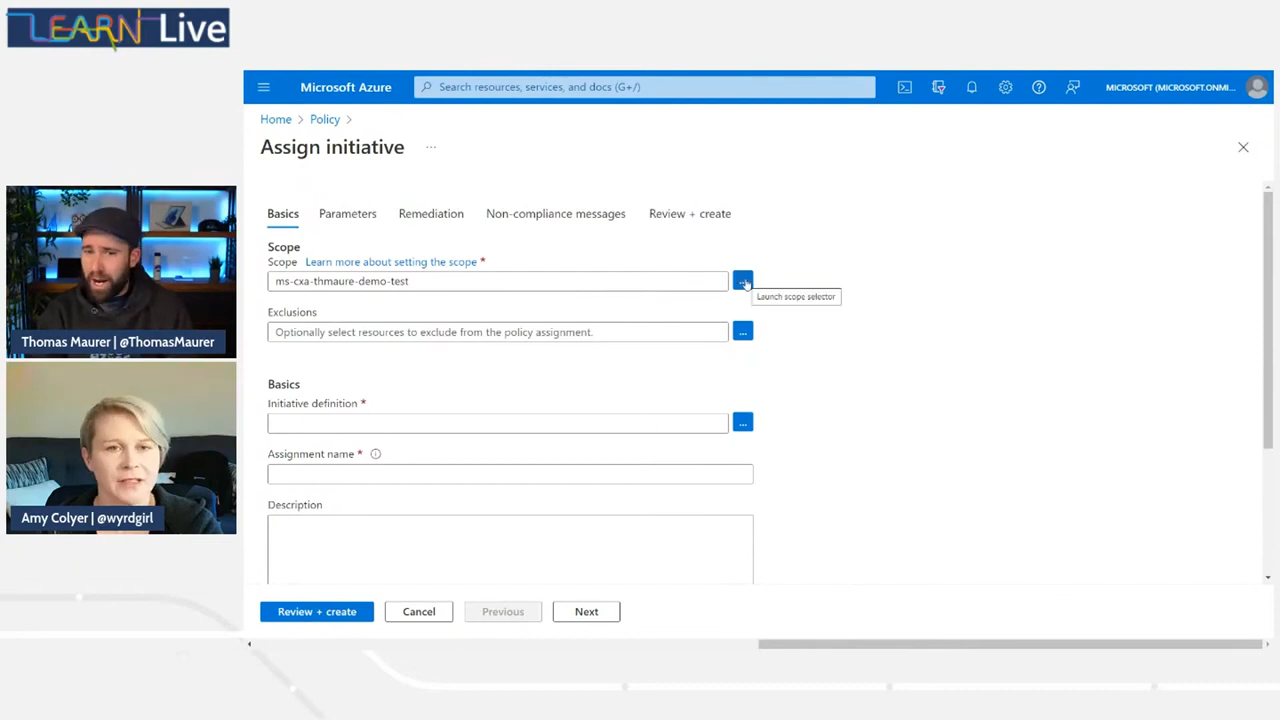 LEARN Live
Microsoft Azure
Search resources, services, and docs (G+/)
MICROSOFT (MICROSOFT.ONMI...
Home > Policy >
Assign initiative ...
Basics Parameters Remediation Non-compliance messages Review + create
Scope
Scope Learn more about setting the scope *
ms-cxa-thmaure-demo-test ...
Launch scope selector
Exclusions
Optionally select resources to exclude from the policy assignment. ...
Basics
Initiative definition *
...
Assignment name *
Description
Review + create Cancel Previous Next
Thomas Maurer | @ThomasMaurer
Amy Colyer | @wyrdgirl